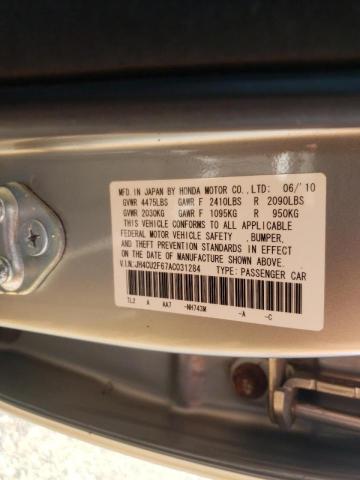 MFD. IN JAPAN BY HONDA MOTOR CO., LTD: 06/'10
GVWR 4475LBS GAWR F 2410LBS R 2090LBS
GVWR 2030KG GAWR F 1095KG R 950KG
THIS VEHICLE CONFORMS TO ALL APPLICABLE
FEDERAL MOTOR VEHICLE SAFETY , BUMPER,
AND THEFT PREVENTION STANDARDS IN EFFECT
ON THE DATE OF MANUFACTURE SHOWN ABOVE.
V.I.N: JH4CU2F67AC031284 TYPE: PASSENGER CAR
TL2 A AA7 -NH743M -A -C